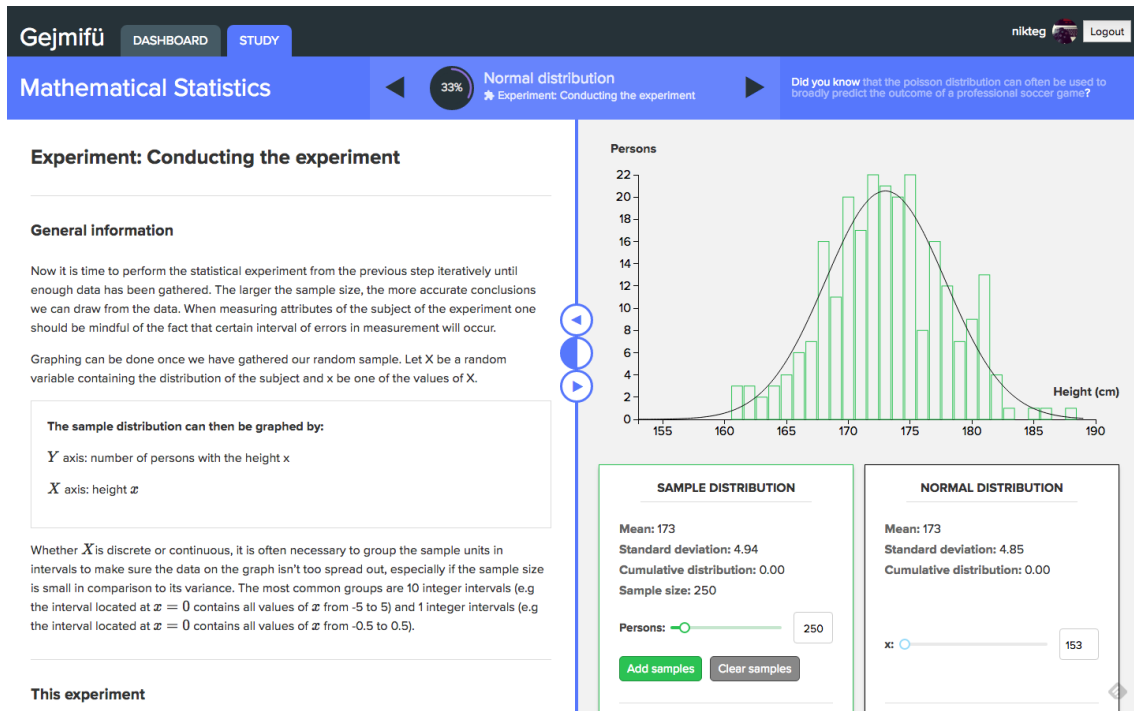 Gejmifü
DASHBOARD
STUDY
nikteg
Logout
Mathematical Statistics
33%
Normal distribution
Experiment: Conducting the experiment
Did you know that the poisson distribution can often be used to
broadly predict the outcome of a professional soccer game?
Experiment: Conducting the experiment
General information
Now it is time to perform the statistical experiment from the previous step iteratively until
enough data has been gathered. The larger the sample size, the more accurate conclusions
we can draw from the data. When measuring attributes of the subject of the experiment one
should be mindful of the fact that certain interval of errors in measurement will occur.
Graphing can be done once we have gathered our random sample. Let X be a random
variable containing the distribution of the subject and x be one of the values of X.
The sample distribution can then be graphed by:
Y axis: number of persons with the height x
X axis: height x
Whether X is discrete or continuous, it is often necessary to group the sample units in
intervals to make sure the data on the graph isn't too spread out, especially if the sample size
is small in comparison to its variance. The most common groups are 10 integer intervals (e.g
the interval located at x = 0 contains all values of x from -5 to 5) and 1 integer intervals (e.g
the interval located at x = 0 contains all values of x from -0.5 to 0.5).
This experiment
Persons
22
20
18
16
14
12
10
8
6
4
2
0
Height (cm)
155 160 165 170 175 180 185 190
SAMPLE DISTRIBUTION
Mean: 173
Standard deviation: 4.94
Cumulative distribution: 0.00
Sample size: 250
Persons: 250
Add samples
Clear samples
NORMAL DISTRIBUTION
Mean: 173
Standard deviation: 4.85
Cumulative distribution: 0.00
x: 153